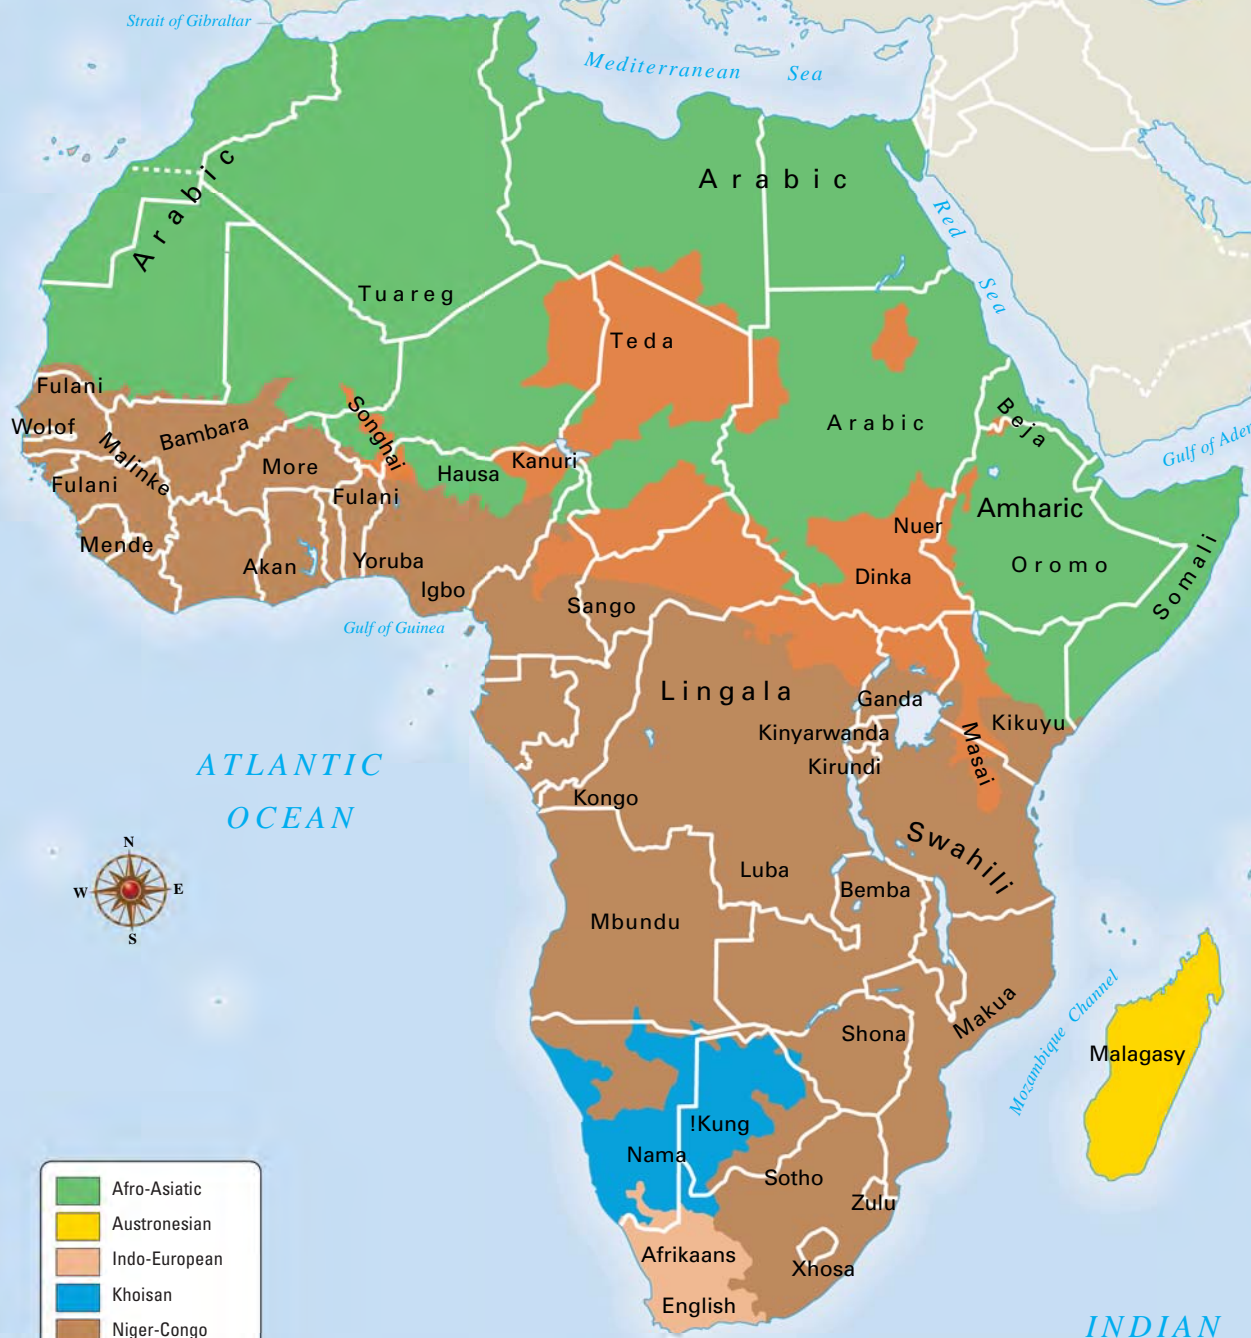 Strait of Gibraltar
Mediterranean Sea
Arabic
Arabic
Red Sea
Tuareg
Teda
Fulani
Songhai
Beja
Arabic
Gulf of Aden
Wolof
Malinke
Bambara
More
Hausa
Kanuri
Fulani
Fulani
Nuer
Amharic
Mende
Akan
Yoruba
Igbo
Dinka
Oromo
Somali
Sango
Gulf of Guinea
Lingala
Ganda
Kinyarwanda
Kikuyu
Masai
Kirundi
ATLANTIC
OCEAN
Kongo
N
W
E
S
Swahili
Luba
Bemba
Mbundu
Makua
Mozambique Channel
Shona
Malagasy
!Kung
Nama
Sotho
Zulu
Afrikaans
Xhosa
English
Afro-Asiatic
Austronesian
Indo-European
Khoisan
Niger-Congo
INDIAN